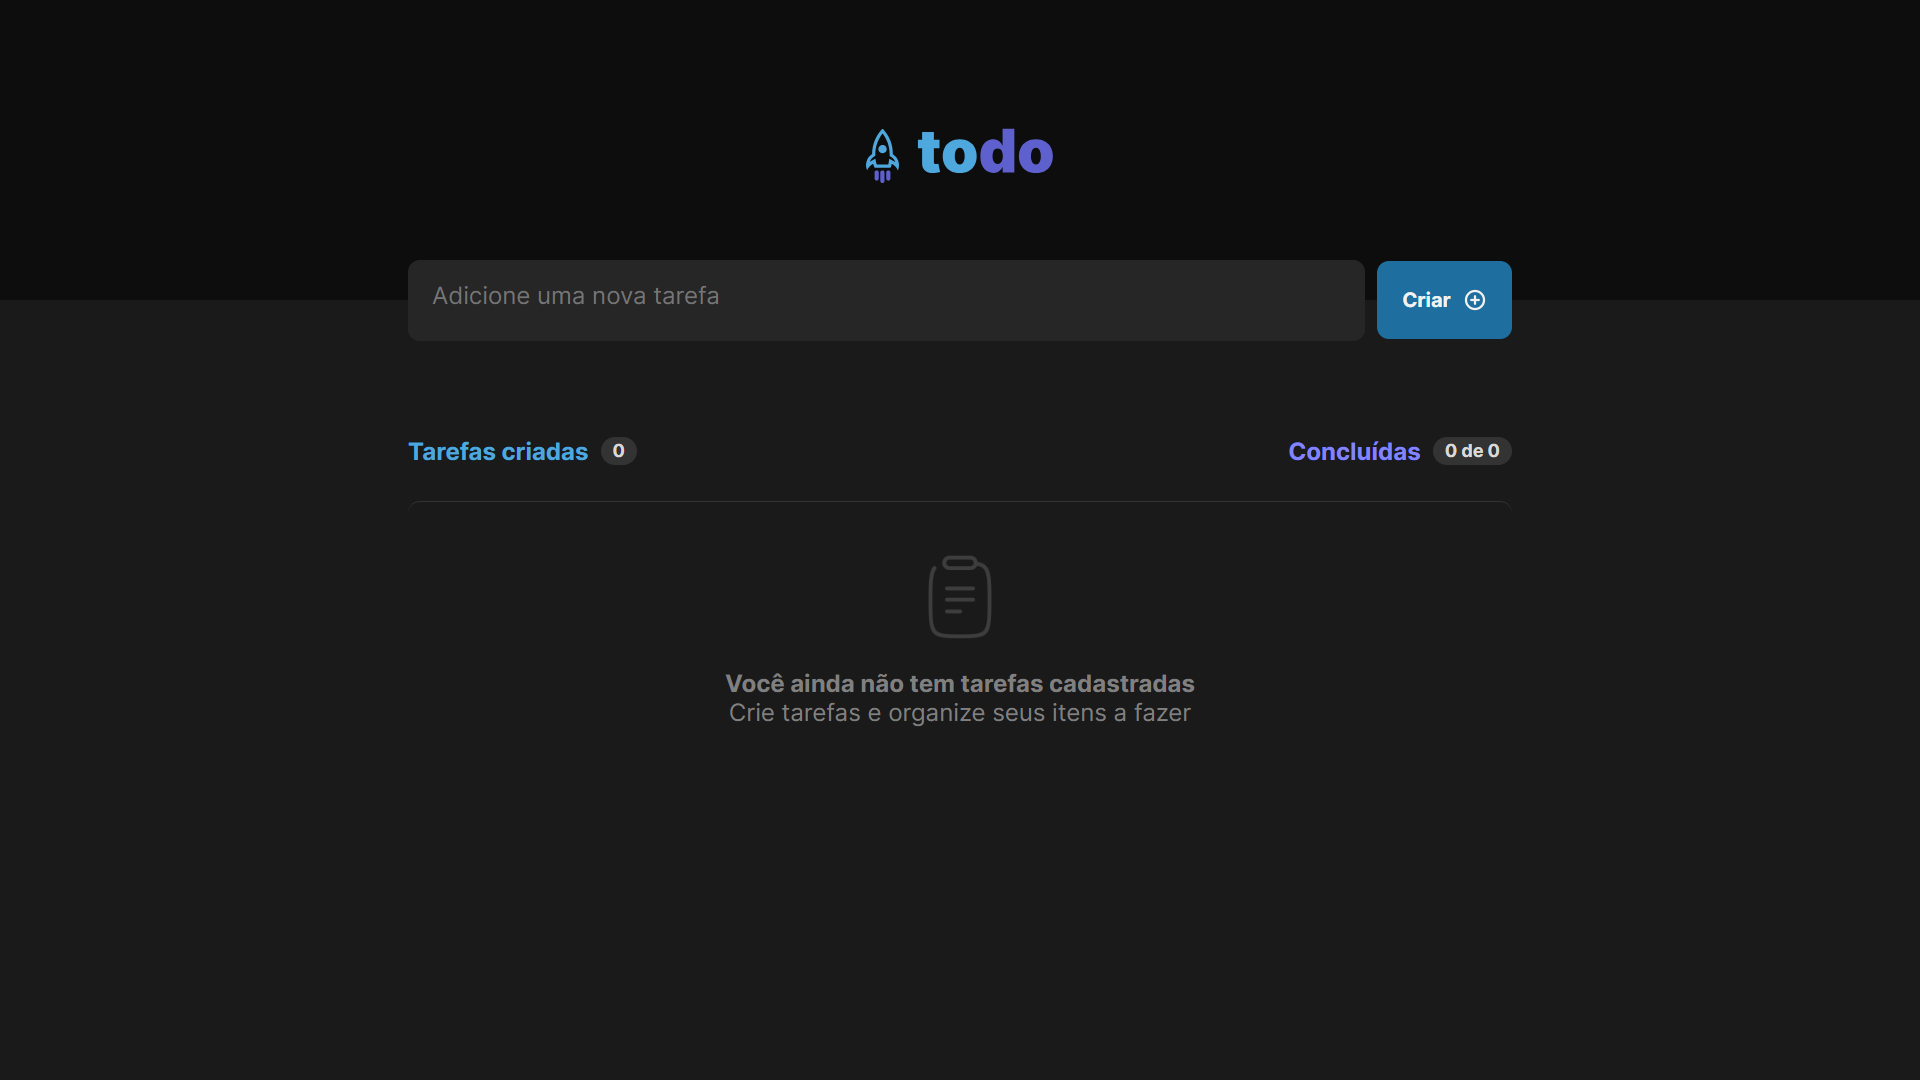 todo
Adicione uma nova tarefa
Criar
Tarefas criadas 0
Concluídas 0 de 0
Você ainda não tem tarefas cadastradas
Crie tarefas e organize seus itens a fazer